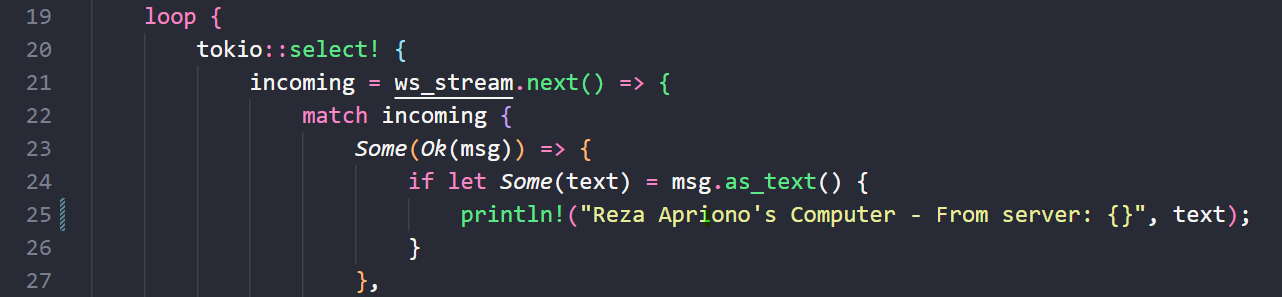 19 loop {
20 tokio::select! {
21 incoming = ws_stream.next() => {
22 match incoming {
23 Some(Ok(msg)) => {
24 if let Some(text) = msg.as_text() {
25 println!("Reza Apriono's Computer - From server: {}", text);
26 }
27 },